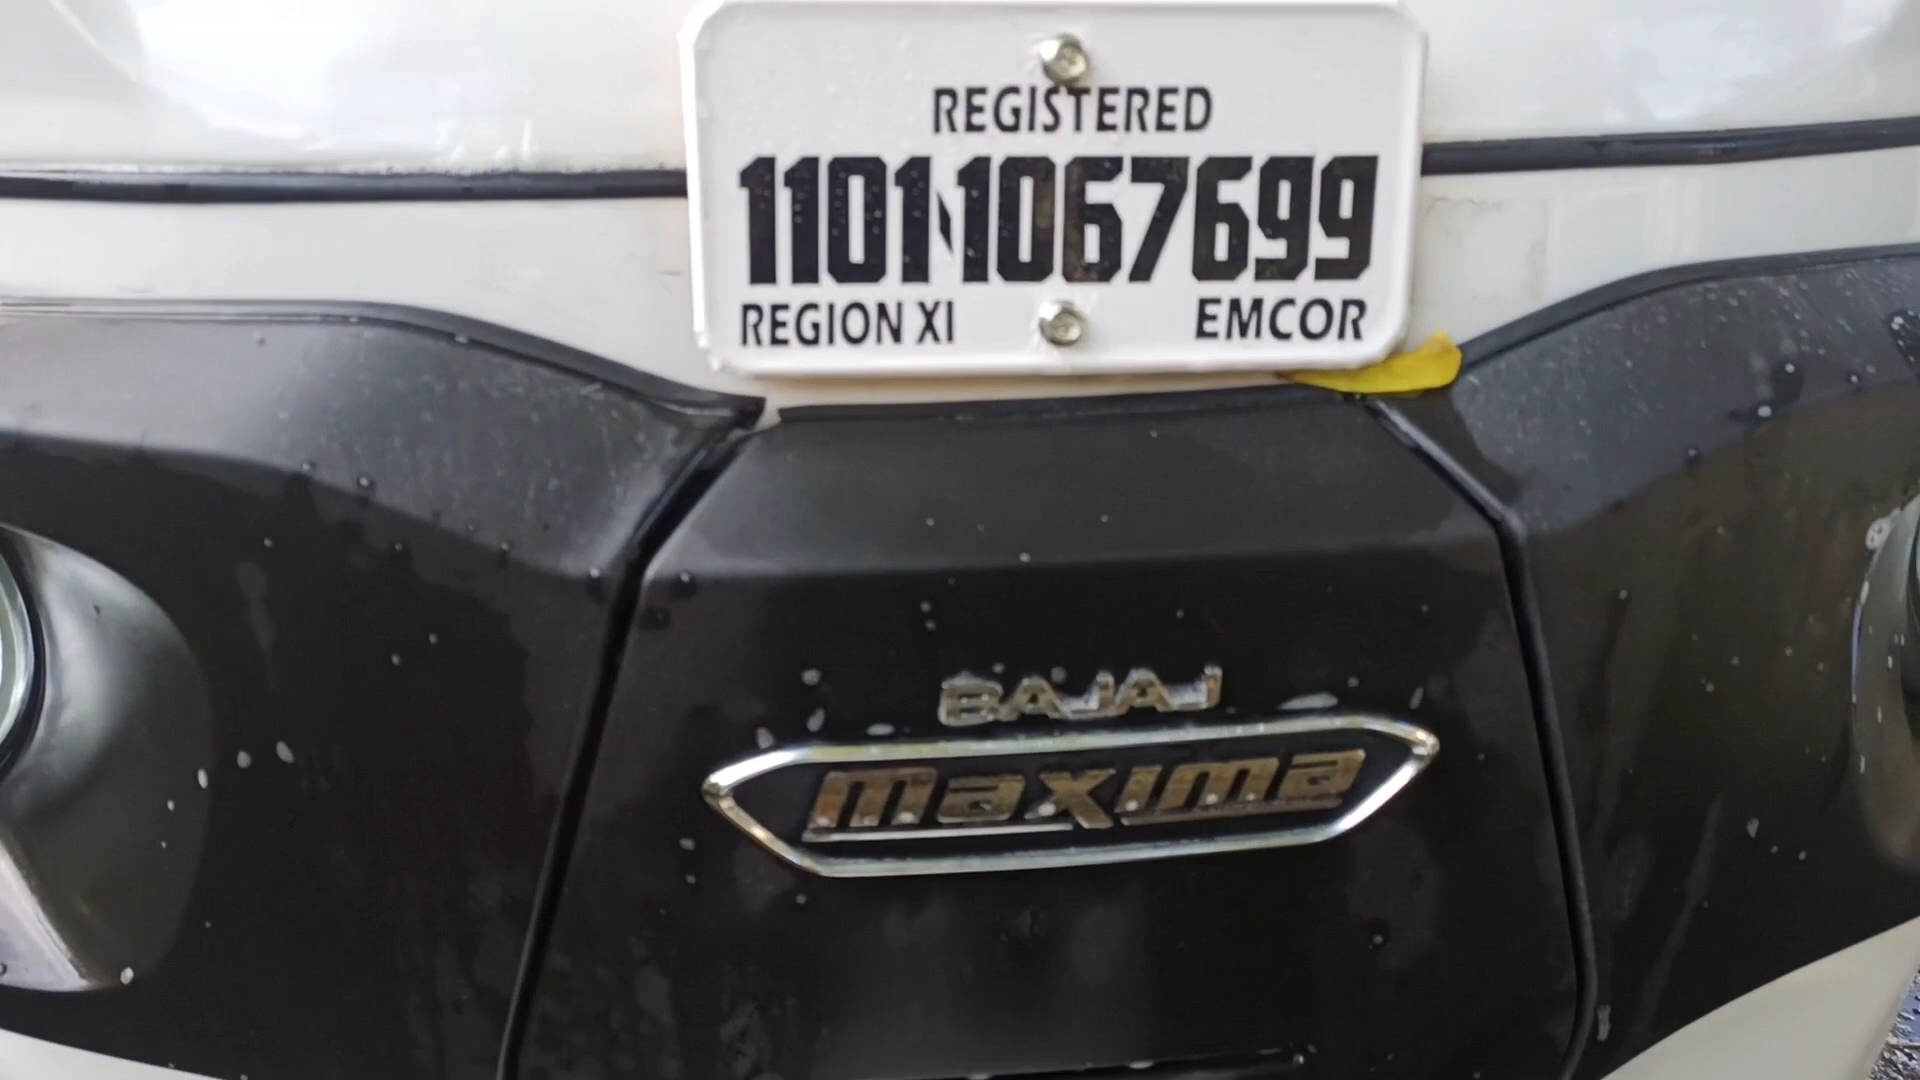 REGISTERED
1101-1067699
REGION XI EMCOR
BAJAJ
maxima